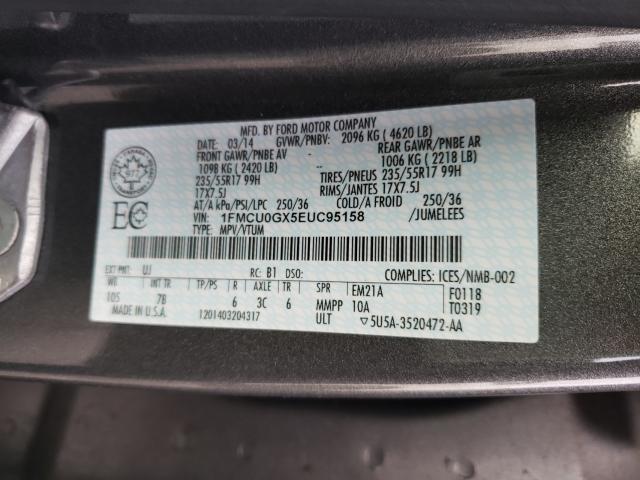 MFD. BY FORD MOTOR COMPANY
DATE: 03/14 GVWR/PNBV: 2096 KG ( 4620 LB)
FRONT GAWR/PNBE AV REAR GAWR/PNBE AR
1098 KG ( 2420 LB) 1006 KG ( 2218 LB)
235/55R17 99H TIRES/PNEUS 235/55R17 99H
17X7.5J RIMS/JANTES 17X7.5J
AT/A kPa/PSI/LPC 250/36 COLD/A FROID 250/36
VIN: 1FMCU0GX5EUC95158 /JUMELEES
TYPE: MPV/VTUM
EC
EXT PNT: UJ RC: B1 DSO: COMPLIES: ICES/NMB-002
WB INT TR TP/PS R AXLE TR SPR EM21A F0118
105 7B 6 3C 6 MMPP 10A T0319
MADE IN U.S.A. 1201403204317 ULT ▽5U5A-3520472-AA